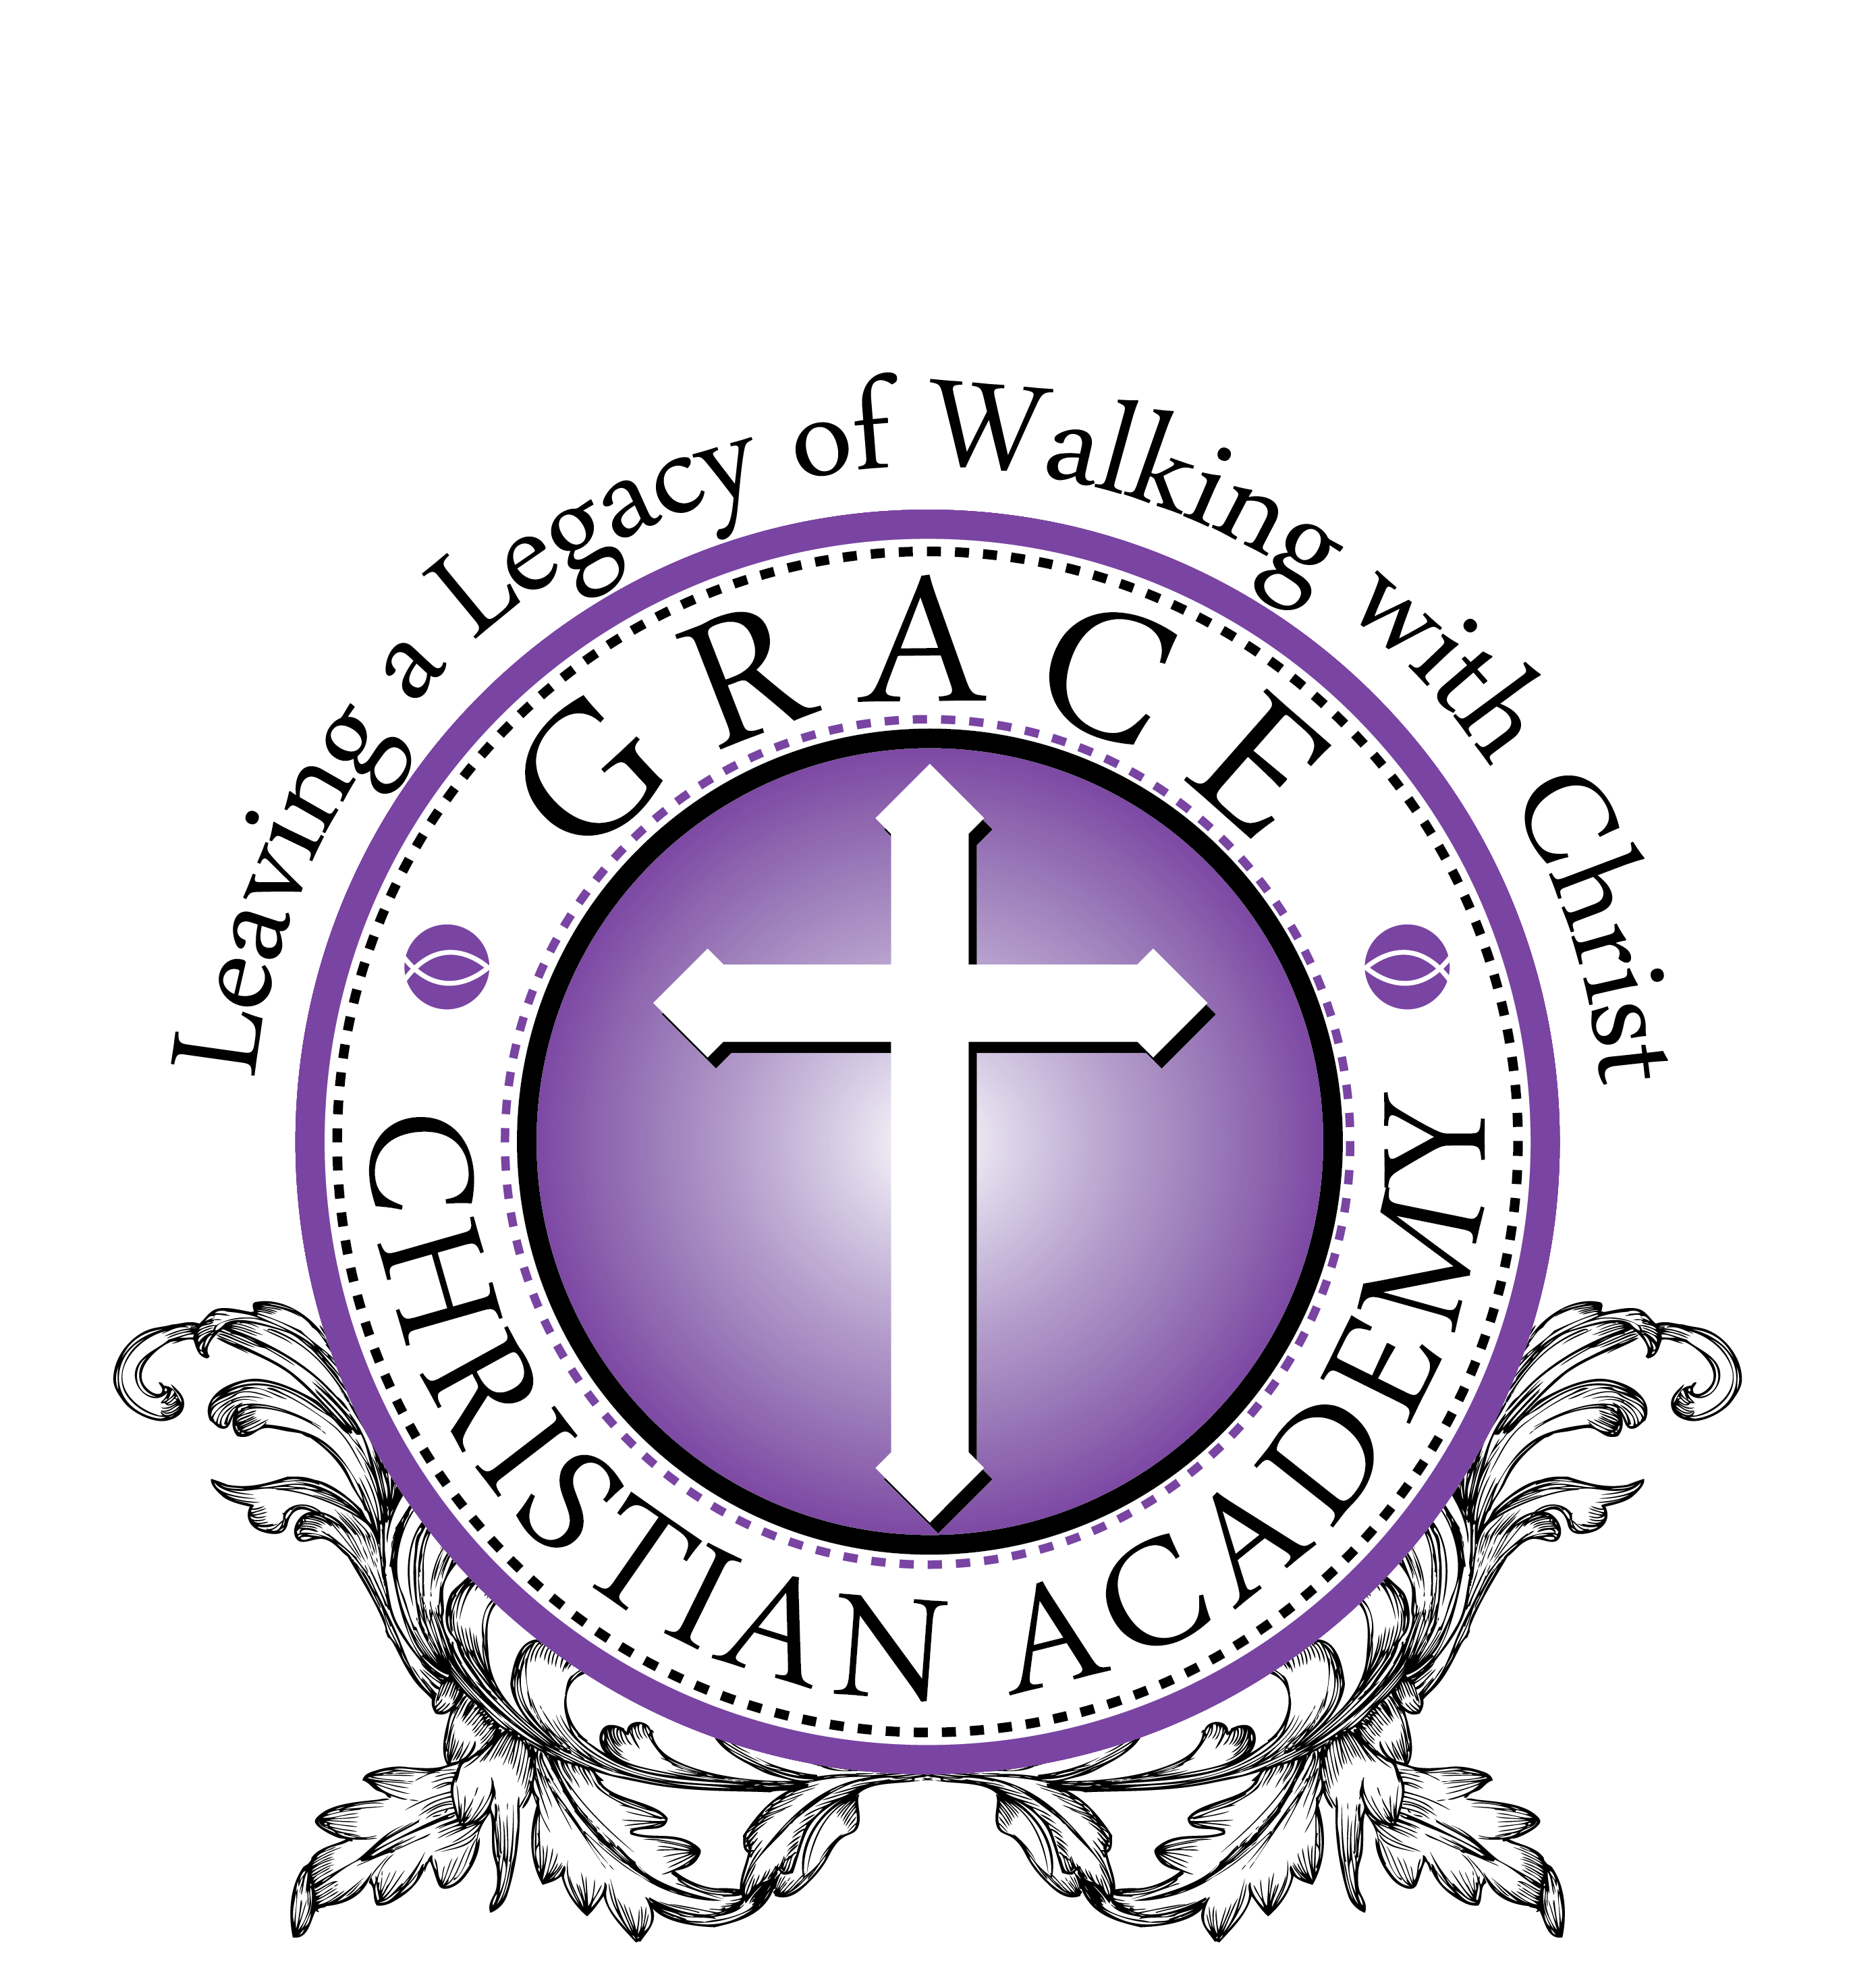 Leaving a Legacy of Walking with Christ
GRACE
CHRISTIAN ACADEMY